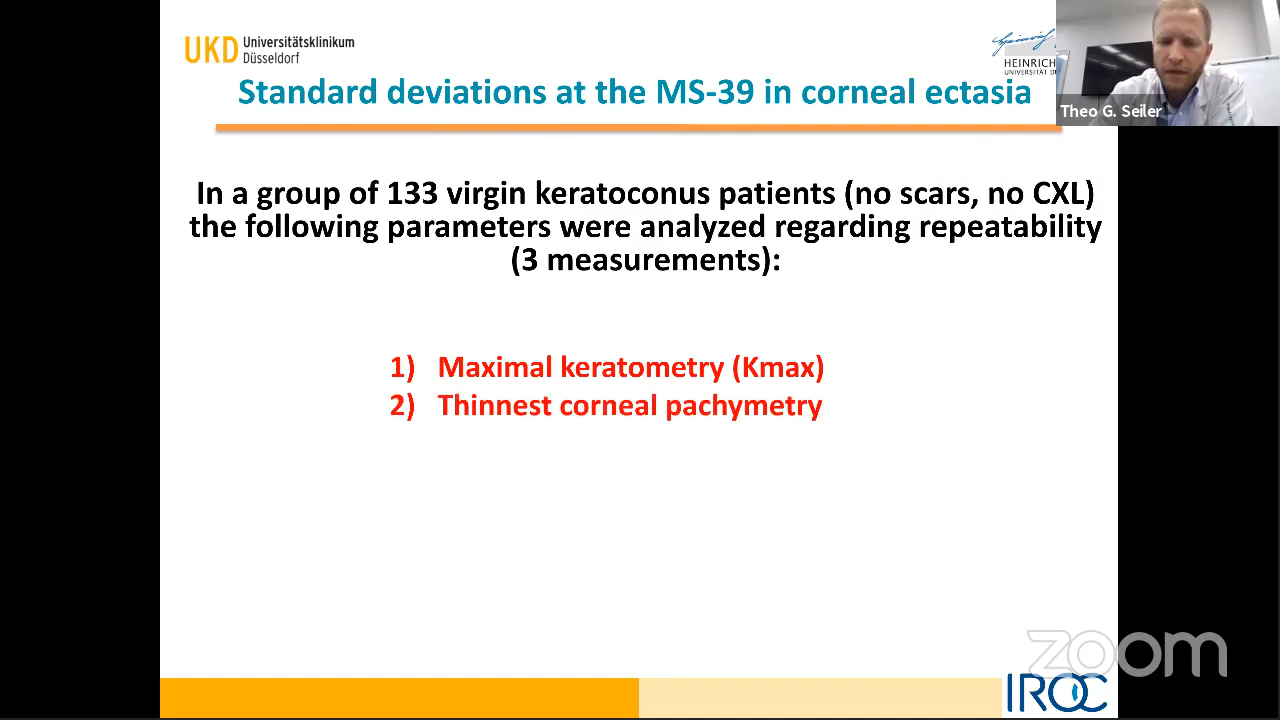 UKD Universitätsklinikum
Düsseldorf
HEINRICH
UNIVERSITÄT D
Standard deviations at the MS-39 in corneal ectasia
Theo G. Seiler
In a group of 133 virgin keratoconus patients (no scars, no CXL)
the following parameters were analyzed regarding repeatability
(3 measurements):
1) Maximal keratometry (Kmax)
2) Thinnest corneal pachymetry
zoom
IROC